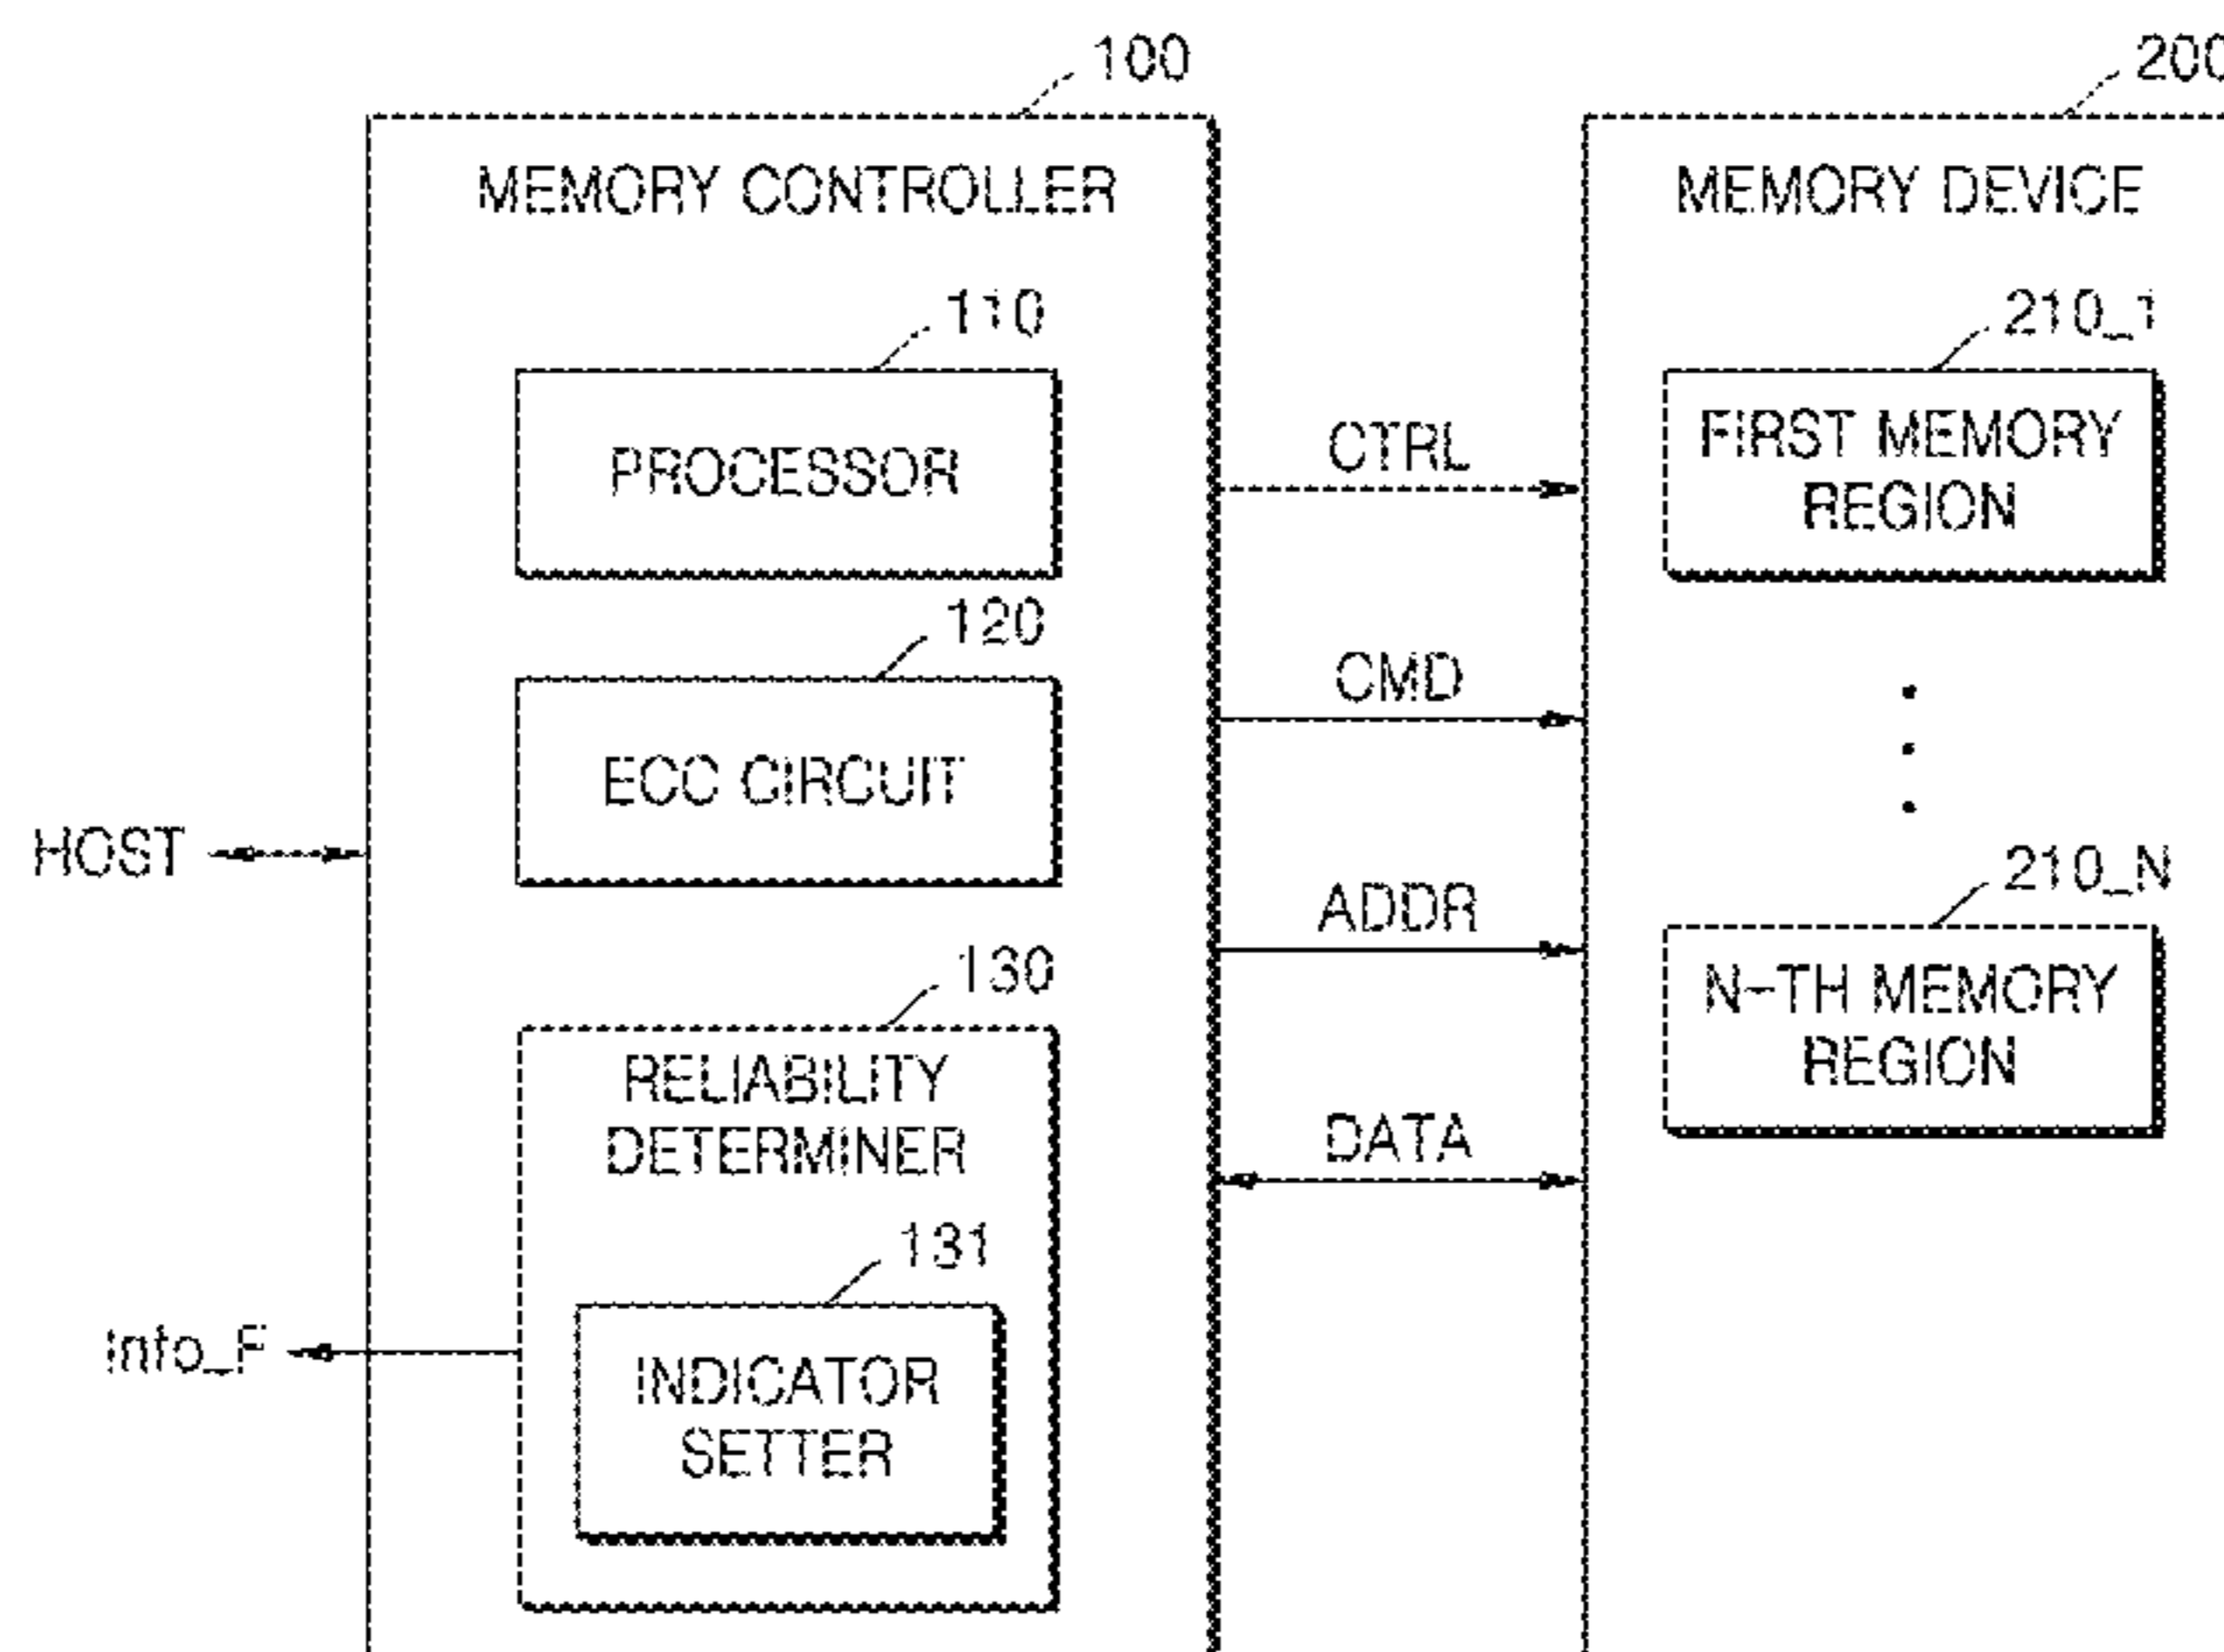 100
200
MEMORY CONTROLLER
MEMORY DEVICE
110
PROCESSOR
120
ECC CIRCUIT
HOST
130
RELIABILITY
DETERMINER
131
INDICATOR
SETTER
CTRL
CMD
ADDR
DATA
210_1
FIRST MEMORY
REGION
210_N
N-TH MEMORY
REGION